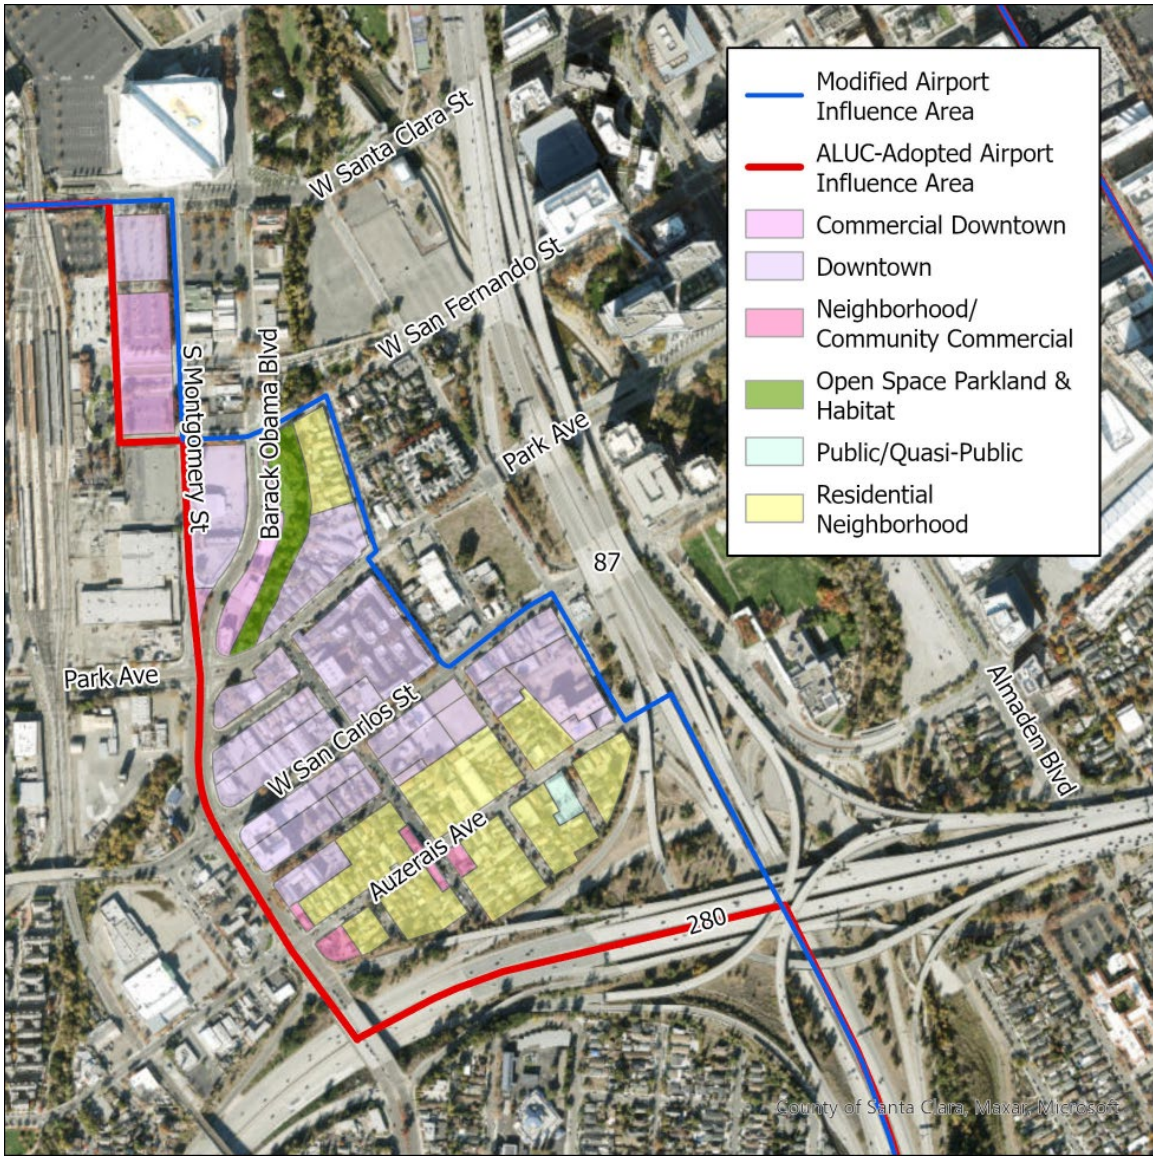 W Santa Clara St
W San Fernando St
S Montgomery St
Barack Obama Blvd
Park Ave
87
Park Ave
W San Carlos St
Almaden Blvd
Auzerais Ave
280
Modified Airport
Influence Area
ALUC-Adopted Airport
Influence Area
Commercial Downtown
Downtown
Neighborhood/
Community Commercial
Open Space Parkland &
Habitat
Public/Quasi-Public
Residential
Neighborhood
County of Santa Clara, Maxar, Microsoft